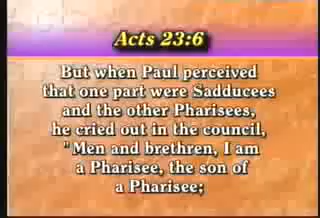 Acts 23:6
But when Paul perceived
that one part were Sadducees
and the other Pharisees,
he cried out in the council,
"Men and brethren, I am
a Pharisee, the son of
a Pharisee;